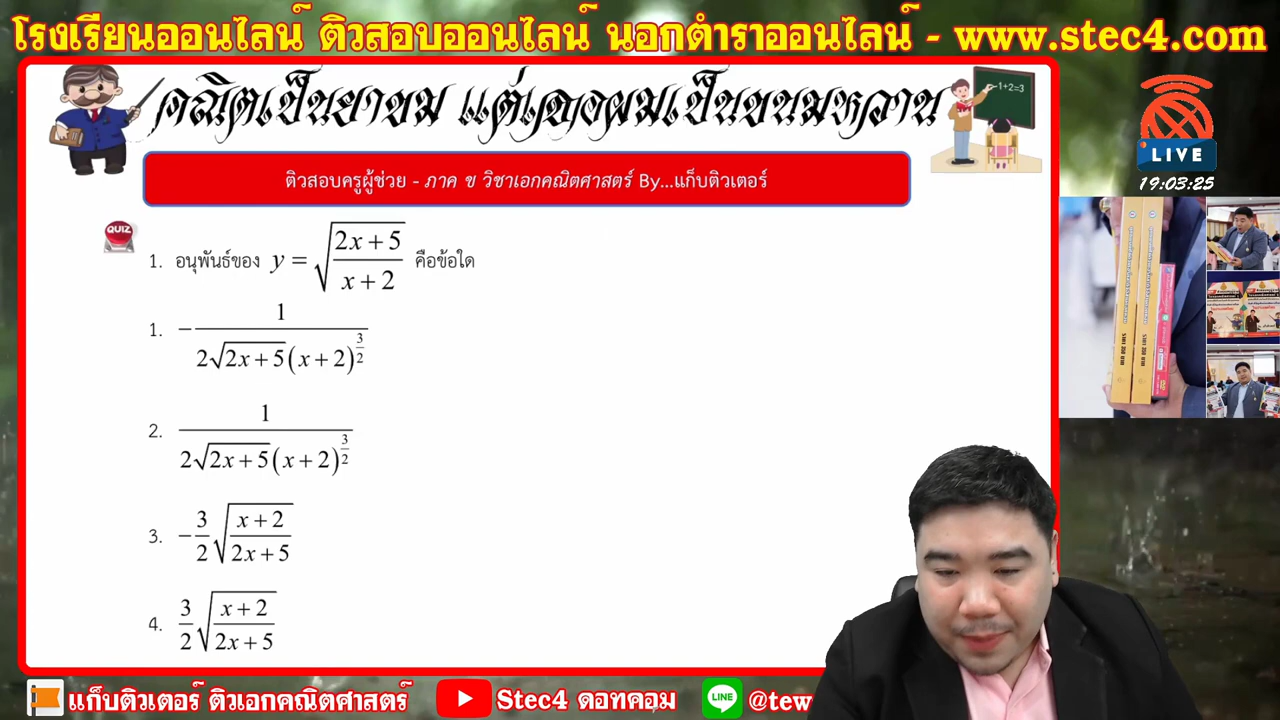 โรงเรียนออนไลน์ ติวสอบออนไลน์ นอกตำราออนไลน์ - www.stec4.com
คณิตเป็นยาขม แต่เธอผมเป็นขนมหวาน
1+2=3
LIVE
19:03:25
ติวสอบครูผู้ช่วย - ภาค ข วิชาเอกคณิตศาสตร์ By...แก็บติวเตอร์
QUIZ
1. อนุพันธ์ของ y = √((2x + 5)/(x + 2)) คือข้อใด
1. −1/(2√(2x + 5)(x + 2)^(3/2))
2. 1/(2√(2x + 5)(x + 2)^(3/2))
3. −3/2 √((x + 2)/(2x + 5))
4. 3/2 √((x + 2)/(2x + 5))
แก็บติวเตอร์ ติวเอกคณิตศาสตร์ Stec4 ดอทคอม LINE @tew